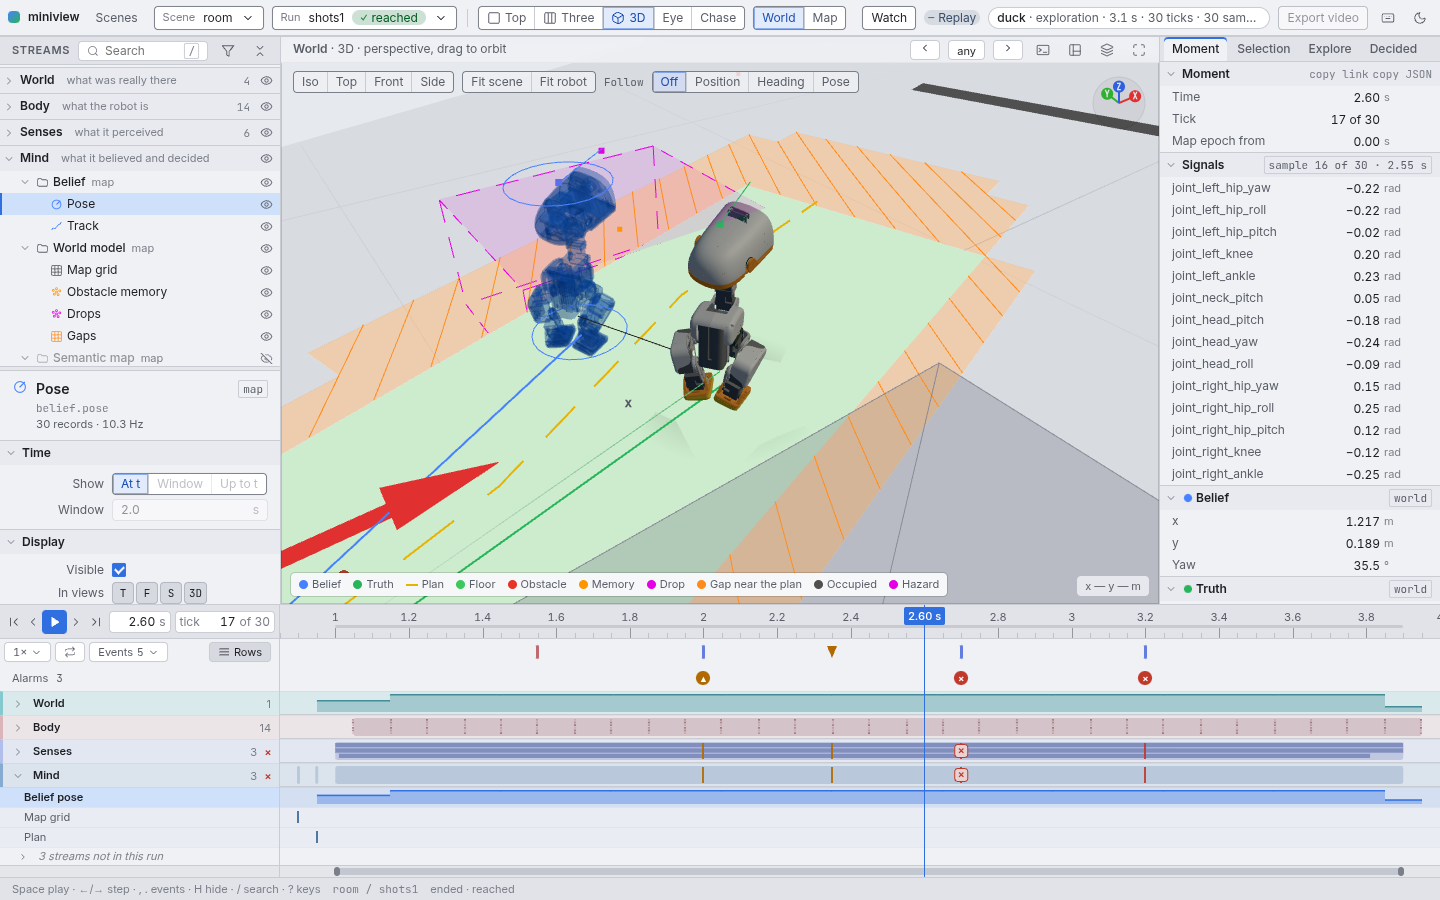 miniview Scenes Scene room Run shots1 ✓ reached Top Three 3D Eye Chase World Map Watch Replay duck · exploration · 3.1 s · 30 ticks · 30 sam... Export video
STREAMS Search /
World what was really there 4
Body what the robot is 14
Senses what it perceived 6
Mind what it believed and decided
Belief map
Pose
Track
World model map
Map grid
Obstacle memory
Drops
Gaps
Semantic map map
Pose map
belief.pose
30 records · 10.3 Hz
Time
Show At t Window Up to t
Window 2.0 s
Display
Visible
In views T F S 3D
World · 3D · perspective, drag to orbit any
Iso Top Front Side Fit scene Fit robot Follow Off Position Heading Pose
Y Z X
x
Belief Truth Plan Floor Obstacle Memory Drop Gap near the plan Occupied Hazard
x — y — m
Moment Selection Explore Decided
Moment copy link copy JSON
Time 2.60 s
Tick 17 of 30
Map epoch from 0.00 s
Signals sample 16 of 30 · 2.55 s
joint_left_hip_yaw −0.22 rad
joint_left_hip_roll −0.22 rad
joint_left_hip_pitch −0.02 rad
joint_left_knee 0.20 rad
joint_left_ankle 0.23 rad
joint_neck_pitch 0.05 rad
joint_head_pitch −0.18 rad
joint_head_yaw −0.24 rad
joint_head_roll −0.09 rad
joint_right_hip_yaw 0.15 rad
joint_right_hip_roll 0.25 rad
joint_right_hip_pitch 0.12 rad
joint_right_knee −0.12 rad
joint_right_ankle −0.25 rad
Belief world
x 1.217 m
y 0.189 m
Yaw 35.5 °
Truth world
2.60 s tick 17 of 30
1 1.2 1.4 1.6 1.8 2 2.2 2.4 2.60 s 2.8 3 3.2 3.4 3.6 3.8
1× Events 5 Rows
Alarms 3
World 1
Body 14
Senses 3 ×
Mind 3 ×
Belief pose
Map grid
Plan
3 streams not in this run
Space play · ←/→ step · , . events · H hide · / search · ? keys room / shots1 ended · reached